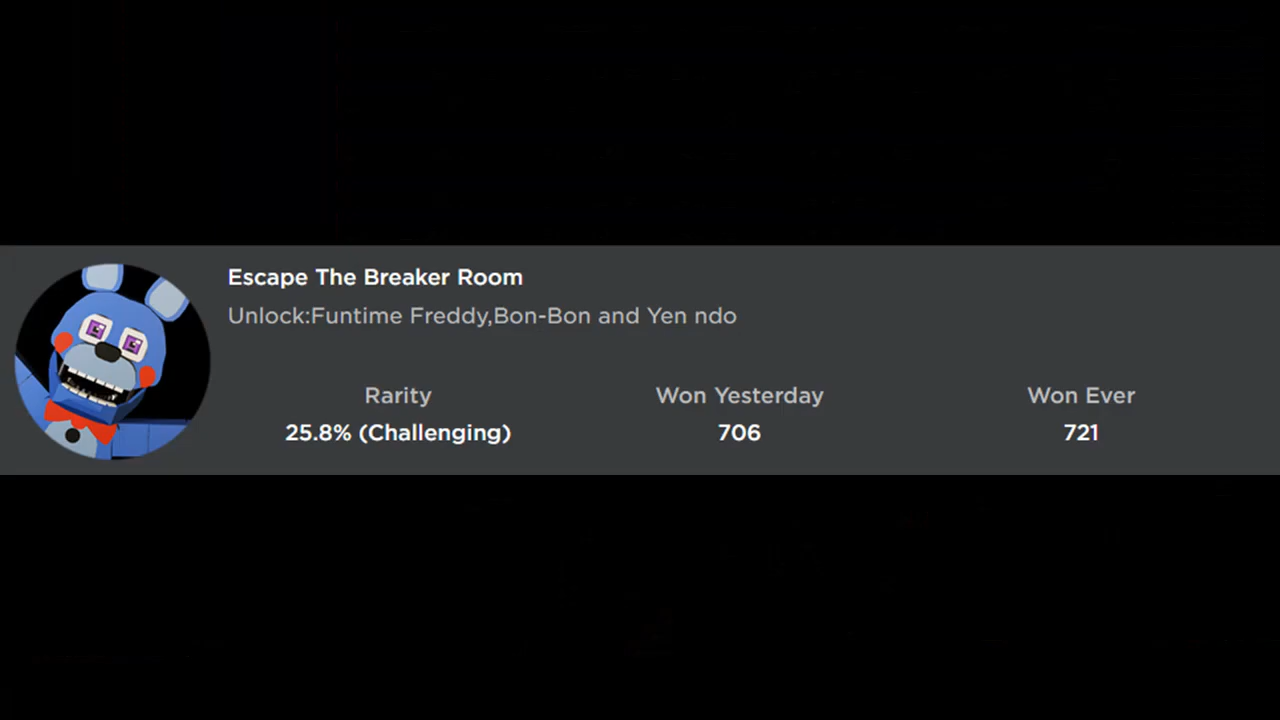 Escape The Breaker Room
Unlock:Funtime Freddy,Bon-Bon and Yen ndo
Rarity Won Yesterday Won Ever
25.8% (Challenging) 706 721